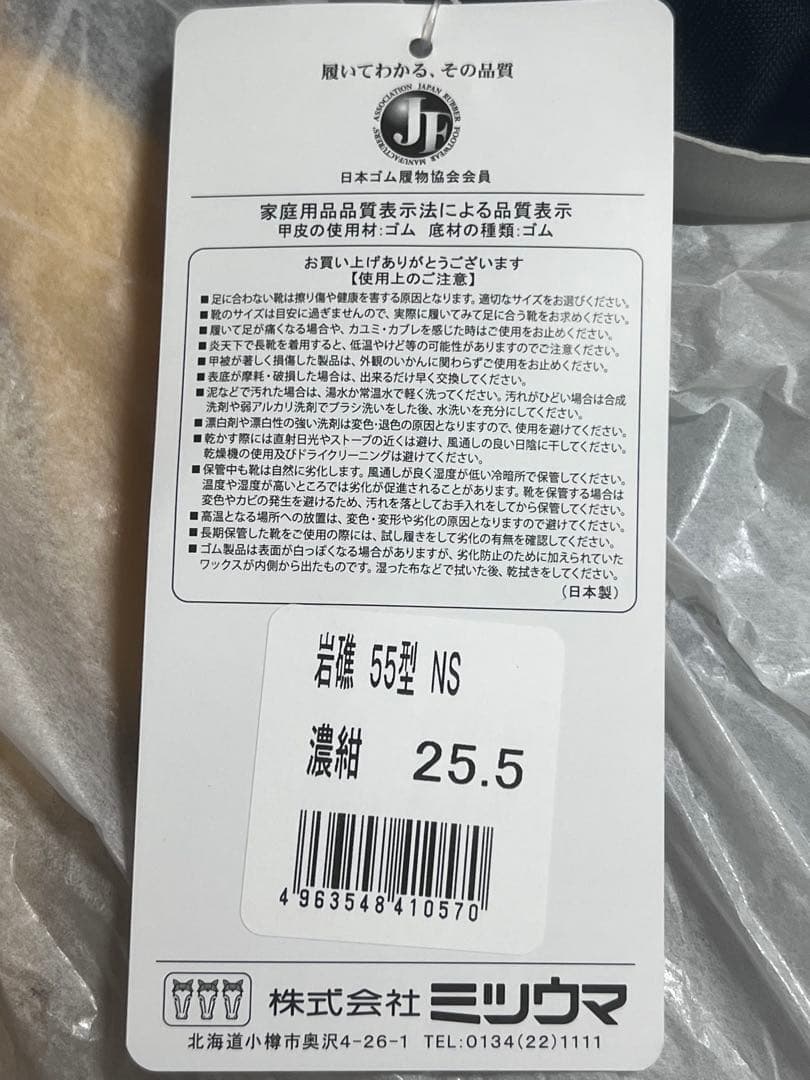 履いてわかる、その品質
ASSOCIATION JAPAN RUBBER FOOTWEAR MANUFACTURERS'
JF
日本ゴム履物協会会員
家庭用品品質表示法による品質表示
甲皮の使用材:ゴム 底材の種類:ゴム
お買い上げありがとうございます
【使用上のご注意】
■足に合わない靴は擦り傷や健康を害する原因となります。適切なサイズをお選びください。
■靴のサイズは目安に過ぎませんので、実際に履いてみて足に合う靴をお求めください。
■履いて足が痛くなる場合や、カユミ・カブレを感じた時はご使用をお止めください。
■炎天下で長靴を着用すると、低温やけど等の可能性がありますのでご注意ください。
■甲被が著しく損傷した製品は、外観のいかんに関わらずご使用をお止めください。
■表底が摩耗・破損した場合は、出来るだけ早く交換してください。
■泥などで汚れた場合は、湯水か常温水で軽く洗ってください。汚れがひどい場合は合成
洗剤や弱アルカリ洗剤でブラシ洗いをした後、水洗いを充分にしてください。
■漂白剤や漂白性の強い洗剤は変色・退色の原因となりますので、使用を避けてください。
■乾かす際には直射日光やストーブの近くは避け、風通しの良い日陰に干してください。
乾燥機の使用及びドライクリーニングは避けてください。
■保管中も靴は自然に劣化します。風通しが良く湿度が低い冷暗所で保管してください。
温度や湿度が高いところでは劣化が促進されることがあります。靴を保管する場合は
変色やカビの発生を避けるため、汚れを落としてお手入れをしてから保管してください。
■高温となる場所への放置は、変色・変形や劣化の原因となりますので避けてください。
■長期保管した靴をご使用の際には、試し履きをして劣化の有無を確認してください。
■ゴム製品は表面が白っぽくなる場合がありますが、劣化防止のために加えられていた
ワックスが内側から出たものです。湿った布などで拭いた後、乾拭きをしてください。
(日本製)
岩礁 55型 NS
濃紺 25.5
4 963548 410570
株式会社 ミツウマ
北海道小樽市奥沢4-26-1 TEL:0134(22)1111